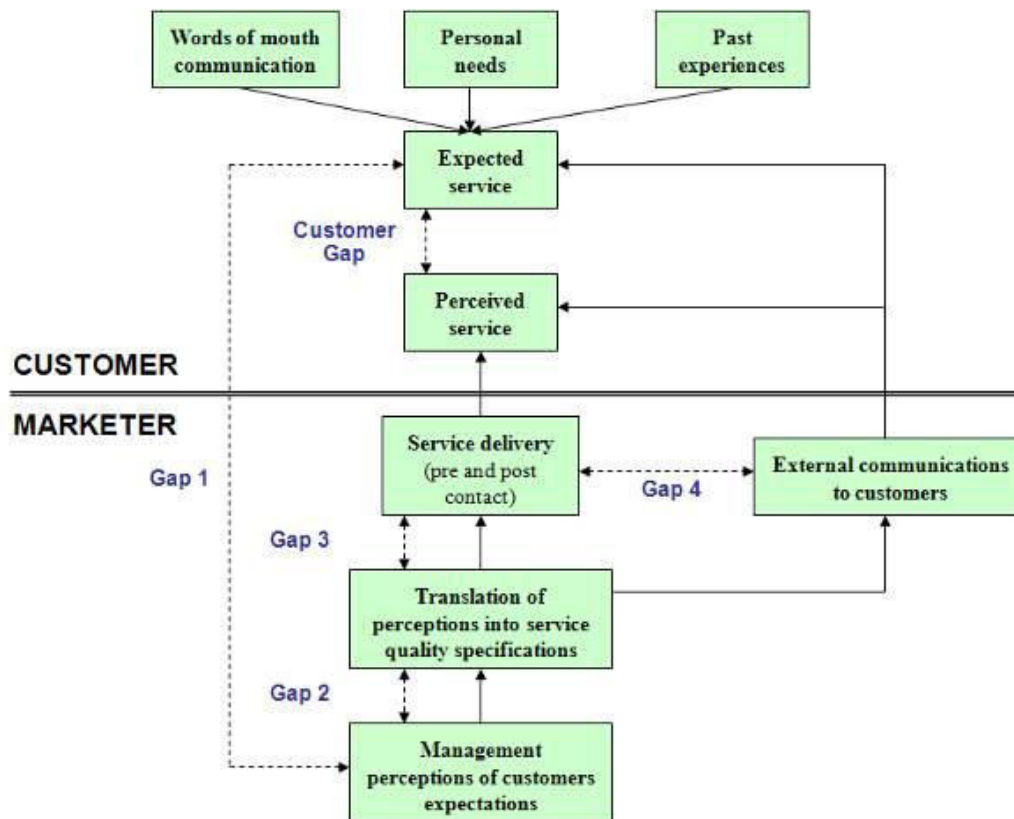 Words of mouth
communication
Personal
needs
Past
experiences
Expected
service
Customer
Gap
Perceived
service
CUSTOMER
MARKETER
Service delivery
(pre and post
contact)
External communications
to customers
Gap 1
Gap 4
Gap 3
Translation of
perceptions into service
quality specifications
Gap 2
Management
perceptions of customers
expectations